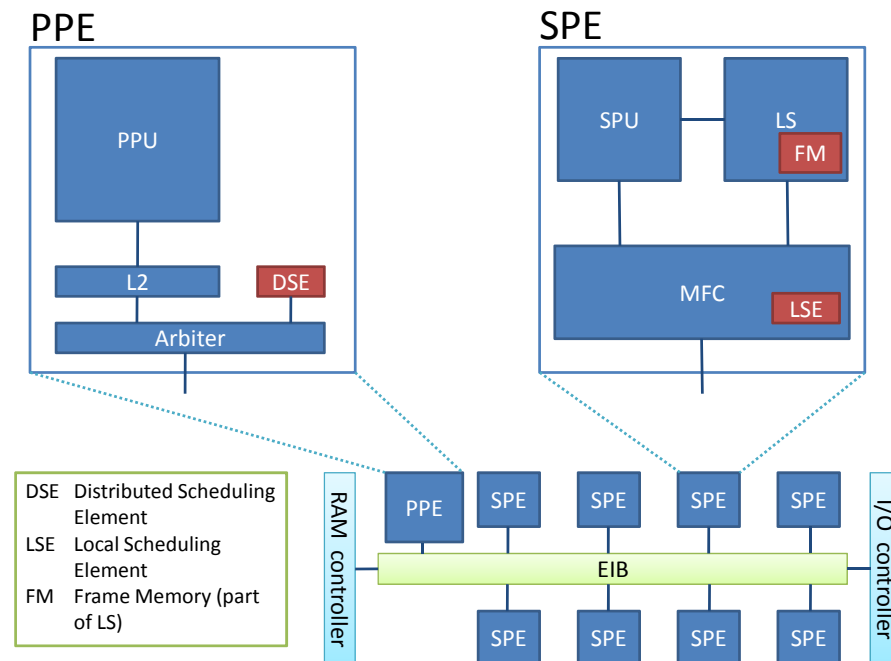 PPE
SPE
PPU
L2
DSE
Arbiter
SPU
LS
FM
MFC
LSE
DSE Distributed Scheduling
Element
LSE Local Scheduling
Element
FM Frame Memory (part
of LS)
RAM controller
PPE
SPE
SPE
SPE
SPE
EIB
SPE
SPE
SPE
SPE
I/O controller